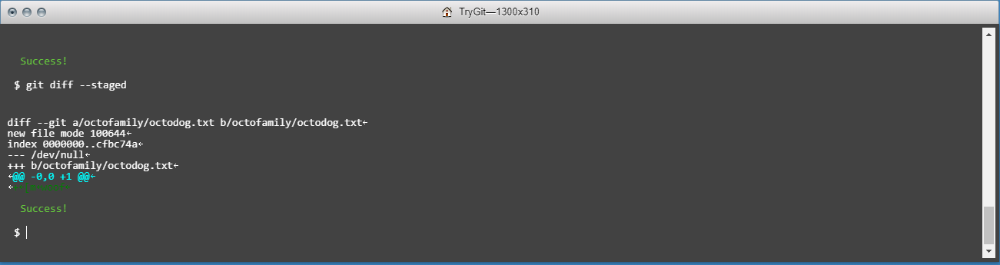 TryGit—1300x310
Success!
$ git diff --staged
diff --git a/octofamily/octodog.txt b/octofamily/octodog.txt←
new file mode 100644←
index 0000000..cfbc74a←
--- /dev/null←
+++ b/octofamily/octodog.txt←
←@@ -0,0 +1 @@←
Success!
$